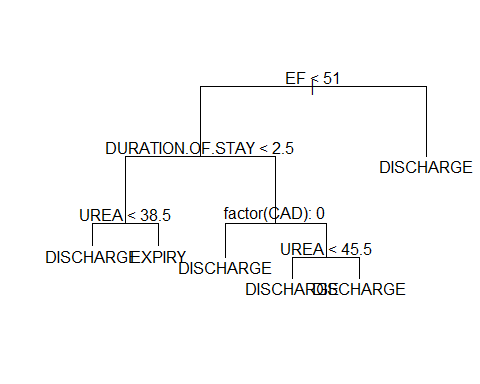 EF < 51
DURATION.OF.STAY < 2.5
DISCHARGE
UREA < 38.5
factor(CAD): 0
UREA < 45.5
DISCHARGE
EXPIRY
DISCHARGE
DISCHARGE
DISCHARGE